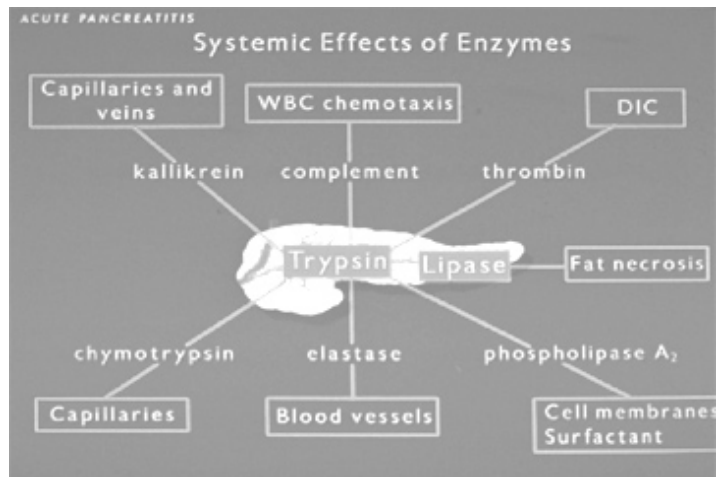 ACUTE PANCREATITIS
Systemic Effects of Enzymes
Capillaries and
veins
WBC chemotaxis
DIC
kallikrein
complement
thrombin
Trypsin
Lipase
Fat necrosis
chymotrypsin
elastase
phospholipase A₂
Capillaries
Blood vessels
Cell membranes
Surfactant